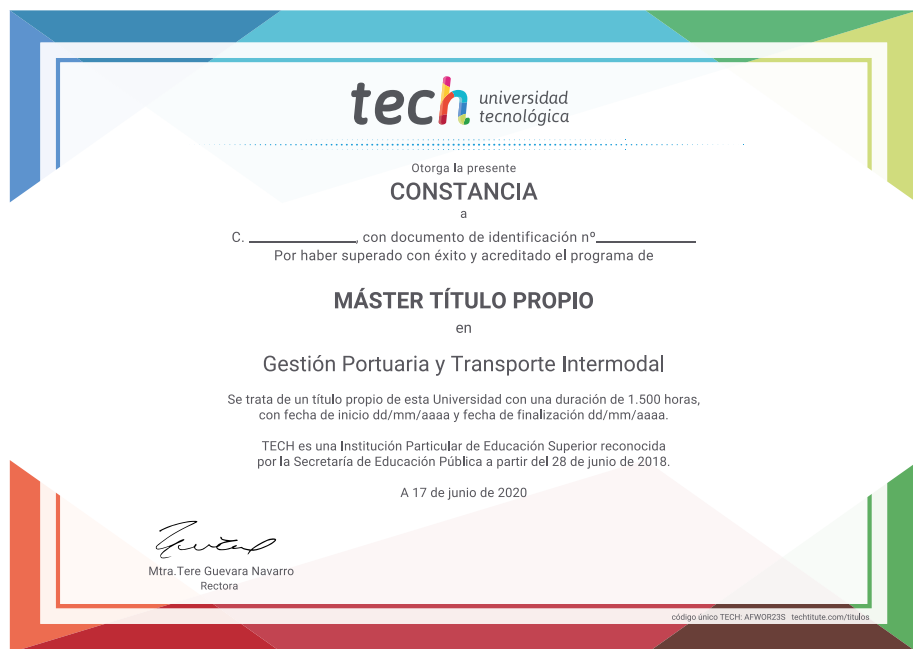 tech universidad
tecnológica
Otorga la presente
CONSTANCIA
a
C. ____________, con documento de identificación nº____________
Por haber superado con éxito y acreditado el programa de
MÁSTER TÍTULO PROPIO
en
Gestión Portuaria y Transporte Intermodal
Se trata de un título propio de esta Universidad con una duración de 1.500 horas,
con fecha de inicio dd/mm/aaaa y fecha de finalización dd/mm/aaaa.
TECH es una Institución Particular de Educación Superior reconocida
por la Secretaría de Educación Pública a partir del 28 de junio de 2018.
A 17 de junio de 2020
Mtra.Tere Guevara Navarro
Rectora
código único TECH: AFWOR23S techtitute.com/titulos